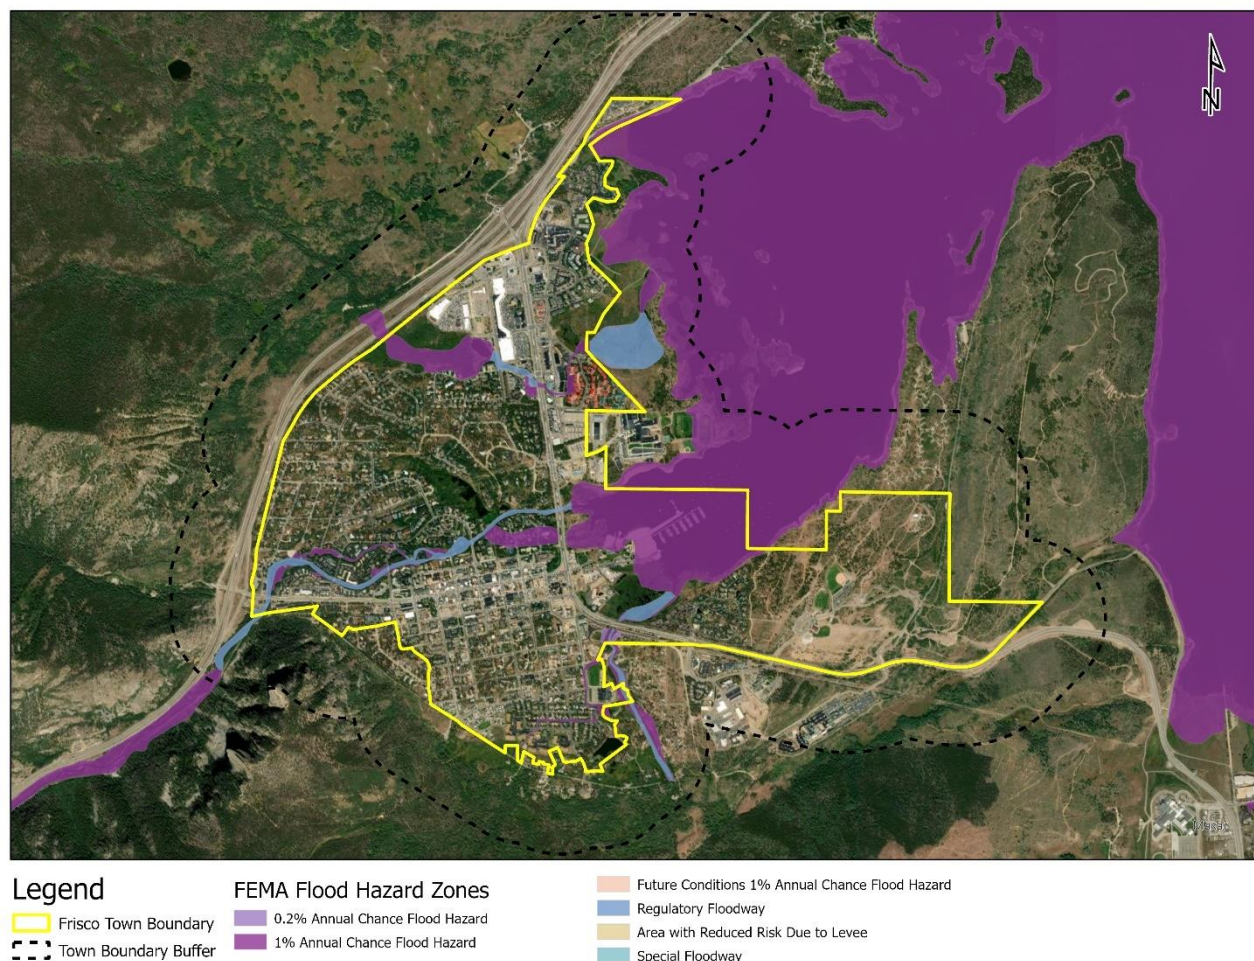 N
Legend
Frisco Town Boundary
Town Boundary Buffer
FEMA Flood Hazard Zones
0.2% Annual Chance Flood Hazard
1% Annual Chance Flood Hazard
Future Conditions 1% Annual Chance Flood Hazard
Regulatory Floodway
Area with Reduced Risk Due to Levee
Special Floodway